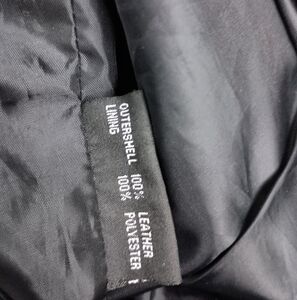 OUTERSHELL 100% LEATHER
LINING 100% POLYESTER